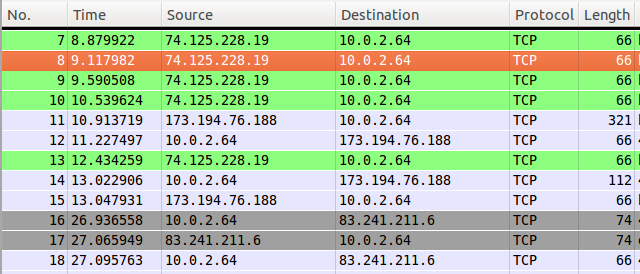 No. Time Source Destination Protocol Length
7 8.879922 74.125.228.19 10.0.2.64 TCP 66
8 9.117982 74.125.228.19 10.0.2.64 TCP 66
9 9.590508 74.125.228.19 10.0.2.64 TCP 66
10 10.539624 74.125.228.19 10.0.2.64 TCP 66
11 10.913719 173.194.76.188 10.0.2.64 TCP 321
12 11.227497 10.0.2.64 173.194.76.188 TCP 66
13 12.434259 74.125.228.19 10.0.2.64 TCP 66
14 13.022906 10.0.2.64 173.194.76.188 TCP 112
15 13.047931 173.194.76.188 10.0.2.64 TCP 66
16 26.936558 10.0.2.64 83.241.211.6 TCP 74
17 27.065949 83.241.211.6 10.0.2.64 TCP 74
18 27.095763 10.0.2.64 83.241.211.6 TCP 66